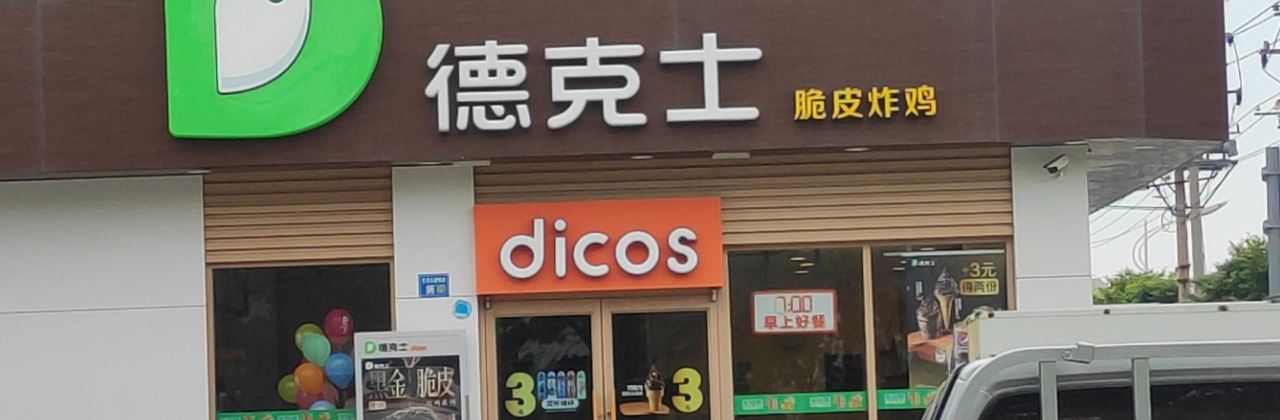 德克士 脆皮炸鸡
dicos
+3元
得两份
7:00
早上好餐
德克士
黑金脆皮
3
3